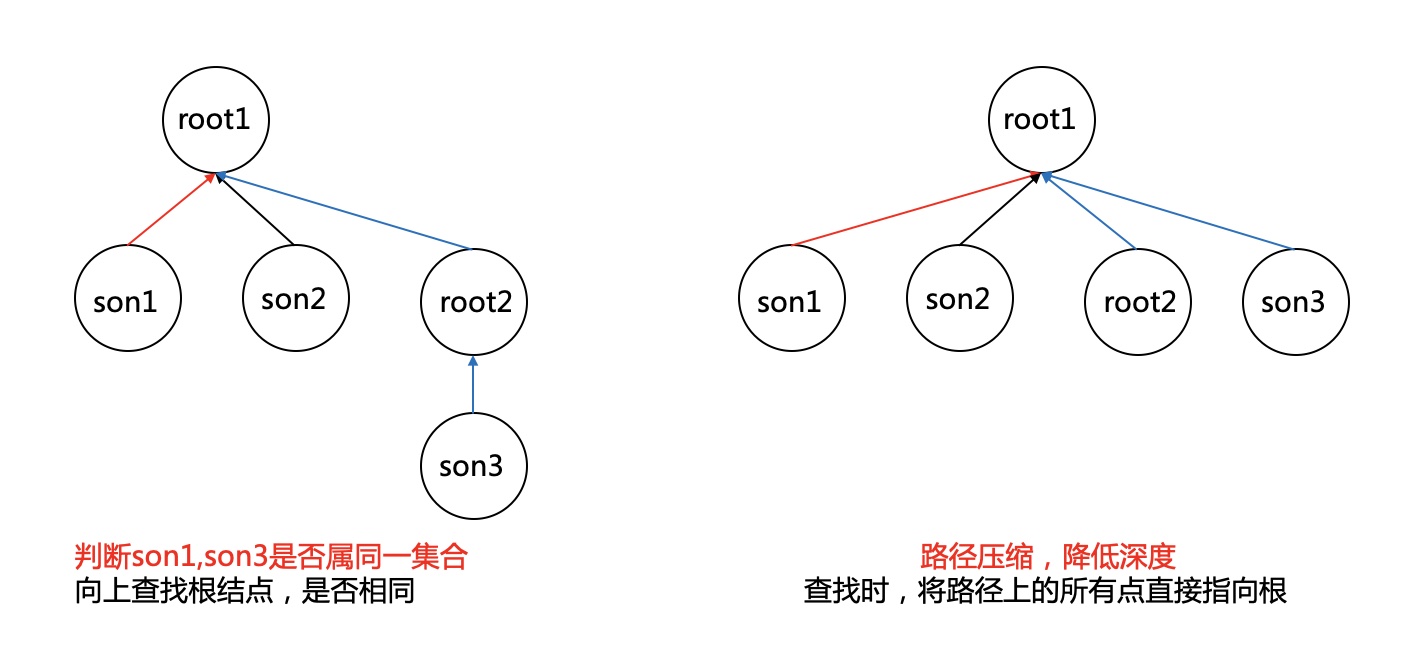 root1
root1
son1
son2
root2
son1
son2
root2
son3
son3
判断son1,son3是否属同一集合
向上查找根结点，是否相同
路径压缩，降低深度
查找时，将路径上的所有点直接指向根